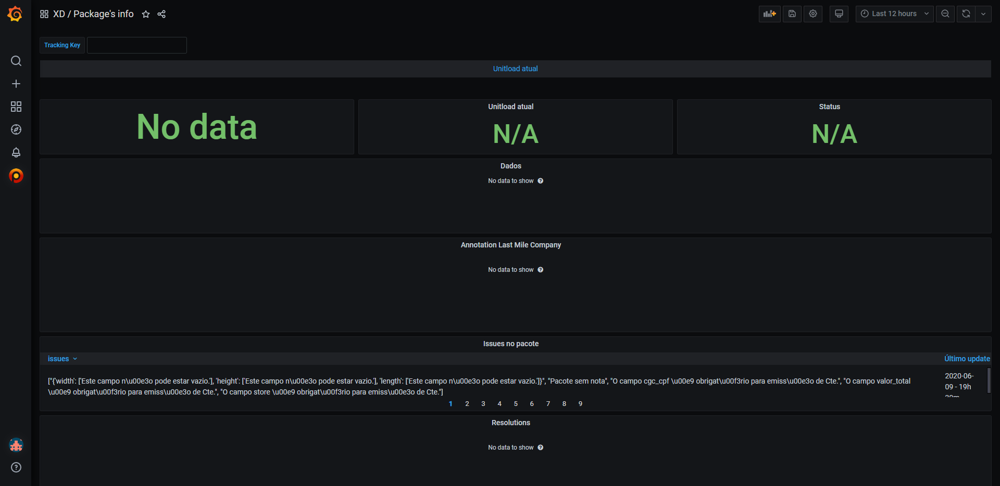 XD / Package's info
Last 12 hours
Tracking Key
Unitload atual
No data
Unitload atual
N/A
Status
N/A
Dados
No data to show
Annotation Last Mile Company
No data to show
Issues no pacote
issues
Último update
["{'width': ['Este campo n\u00e3o pode estar vazio.'], 'height': ['Este campo n\u00e3o pode estar vazio.'], 'length': ['Este campo n\u00e3o pode estar vazio.']}", "Pacote sem nota", "O campo cgc_cpf \u00e9 obrigat\u00f3rio para emiss\u00e3o de Cte.", "O campo valor_total
\u00e9 obrigat\u00f3rio para emiss\u00e3o de Cte.", "O campo store \u00e9 obrigat\u00f3rio para emiss\u00e3o de Cte."]
2020-06-
09 - 19h
1 2 3 4 5 6 7 8 9
Resolutions
No data to show